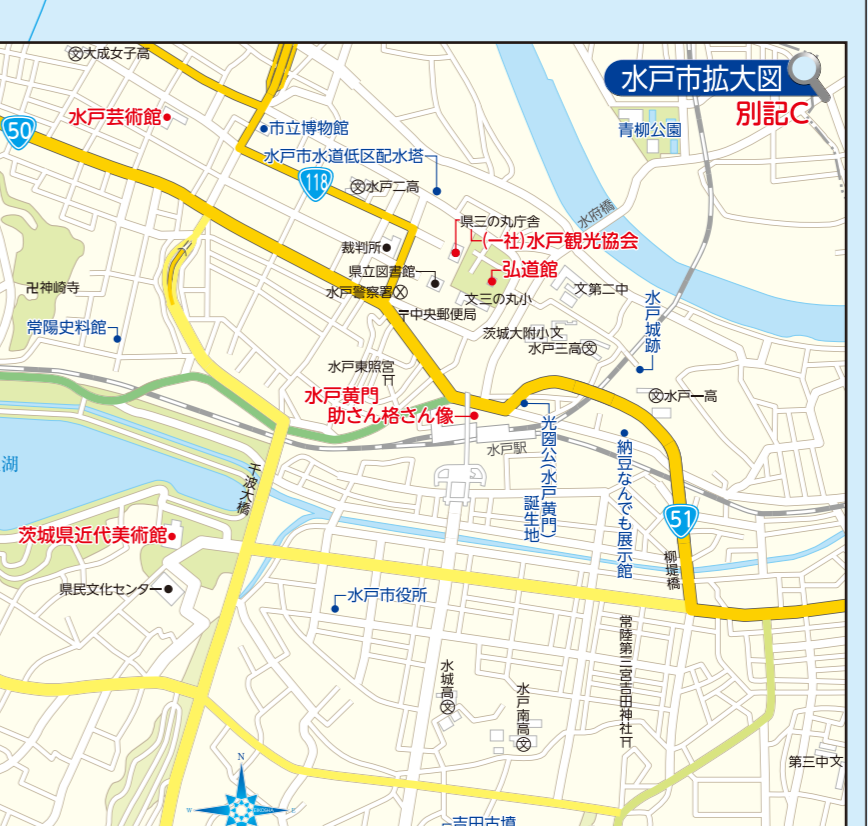 大成女子高
水戸市拡大図
別記C
水戸芸術館
50
市立博物館
青柳公園
水戸市水道低区配水塔
118
水戸二高
水府橋
県三の丸庁舎
(一社)水戸観光協会
裁判所
弘道館
県立図書館
卍神崎寺
水戸警察署
文三の丸小
文第二中
水戸城跡
〒中央郵便局
常陽史料館
茨城大附小文
水戸三高
水戸東照宮
水戸黄門
助さん格さん像
水戸一高
水戸駅
光圀公(水戸黄門)
誕生地
納豆なんでも展示館
湖
千波大橋
51
茨城県近代美術館
柳堤橋
県民文化センター
水戸市役所
常陸第三宮吉田神社
水城高
水戸南高
第三中文
N
W
E
吉田古墳